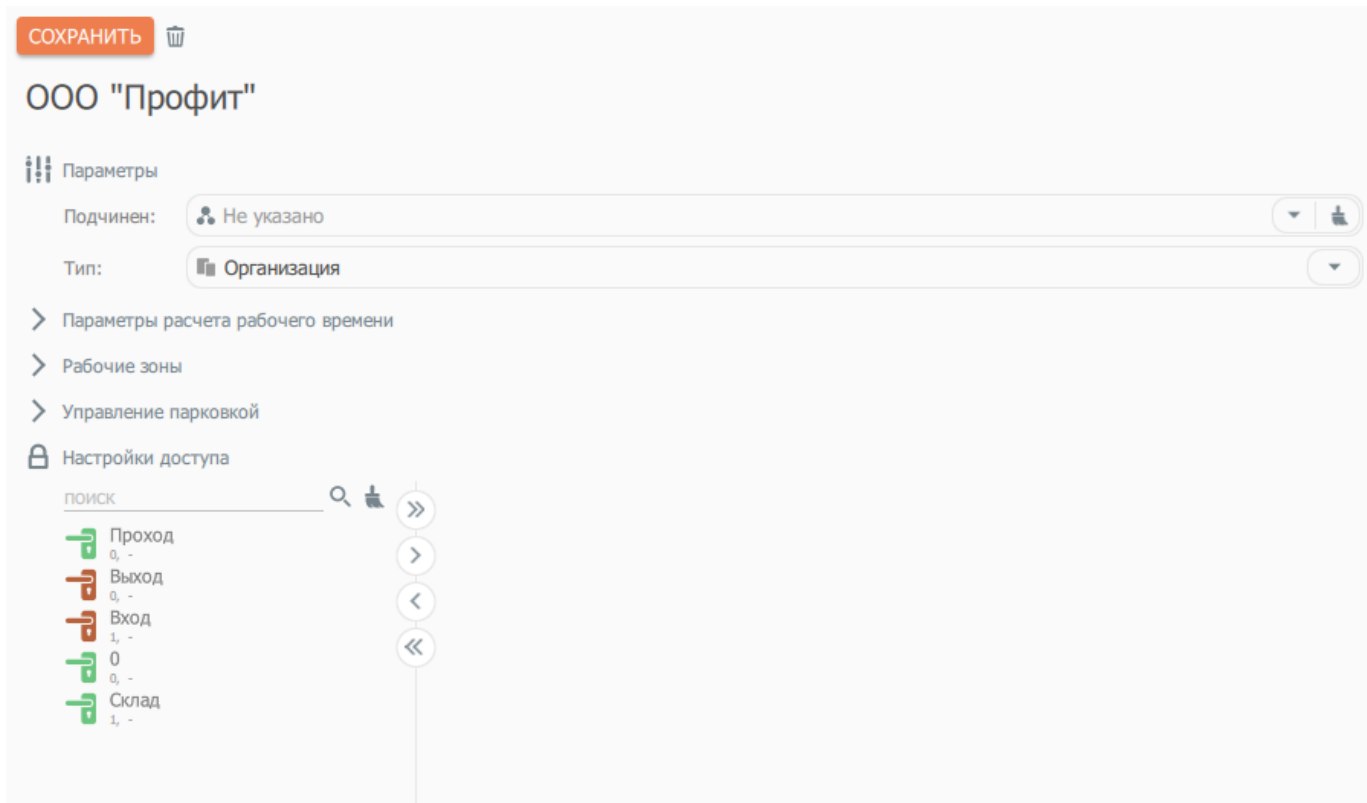 СОХРАНИТЬ
ООО "Профит"
Параметры
Подчинен: Не указано
Тип: Организация
Параметры расчета рабочего времени
Рабочие зоны
Управление парковкой
Настройки доступа
поиск
Проход
0, -
Выход
0, -
Вход
1, -
0
0, -
Склад
1, -